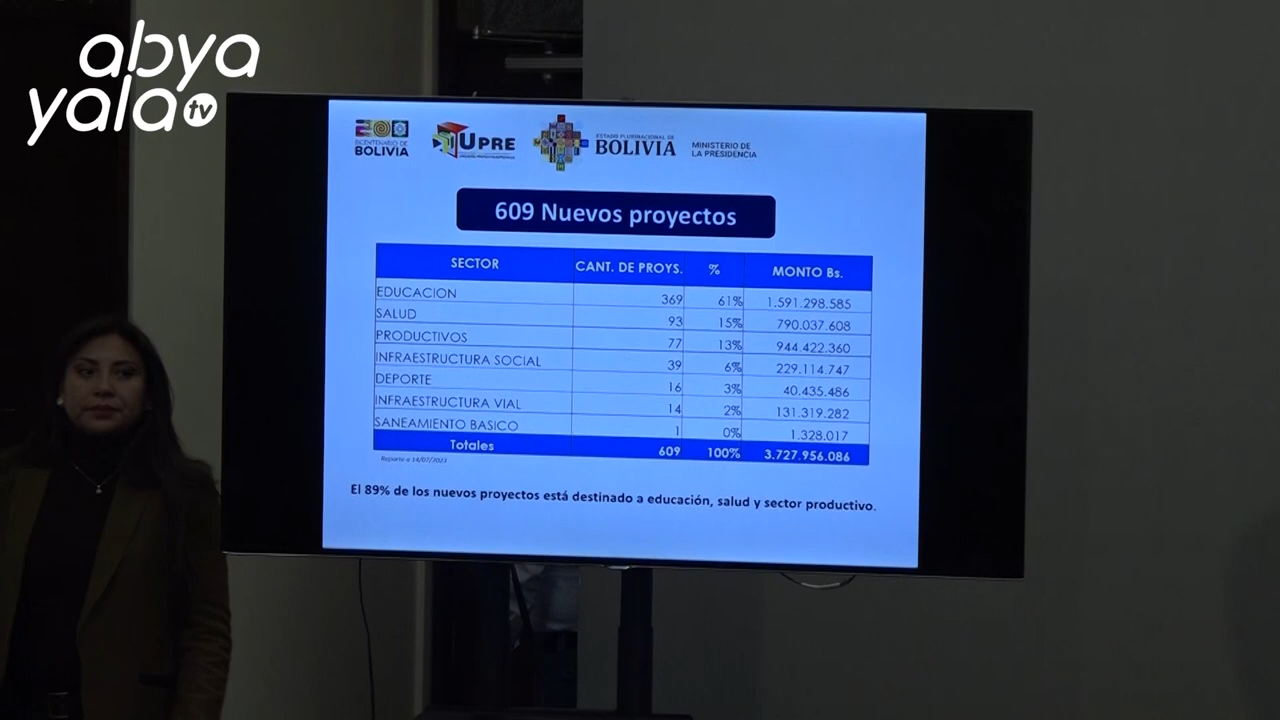 abya
yala tv
BICENTENARIO DE
BOLIVIA
UPRE
ESTADO PLURINACIONAL DE
BOLIVIA
MINISTERIO DE
LA PRESIDENCIA
609 Nuevos proyectos
SECTOR CANT. DE PROYS. % MONTO Bs.
EDUCACION 369 61% 1.591.298.585
SALUD 93 15% 790.037.608
PRODUCTIVOS 77 13% 944.422.360
INFRAESTRUCTURA SOCIAL 39 6% 229.114.747
DEPORTE 16 3% 40.435.486
INFRAESTRUCTURA VIAL 14 2% 131.319.282
SANEAMIENTO BASICO 1 0% 1.328.017
Totales 609 100% 3.727.956.086
Reporte a 14/07/2023
El 89% de los nuevos proyectos está destinado a educación, salud y sector productivo.